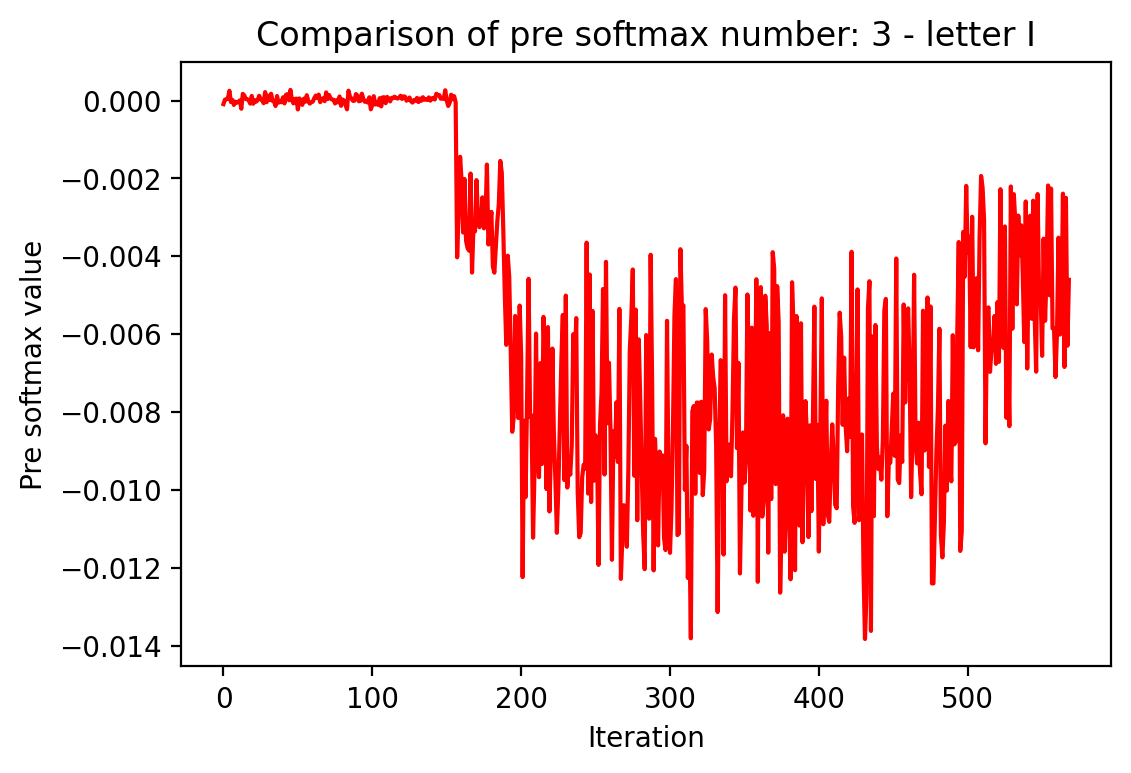 Comparison of pre softmax number: 3 - letter I
0.000
−0.002
−0.004
−0.006
−0.008
−0.010
−0.012
−0.014
Pre softmax value
0 100 200 300 400 500
Iteration